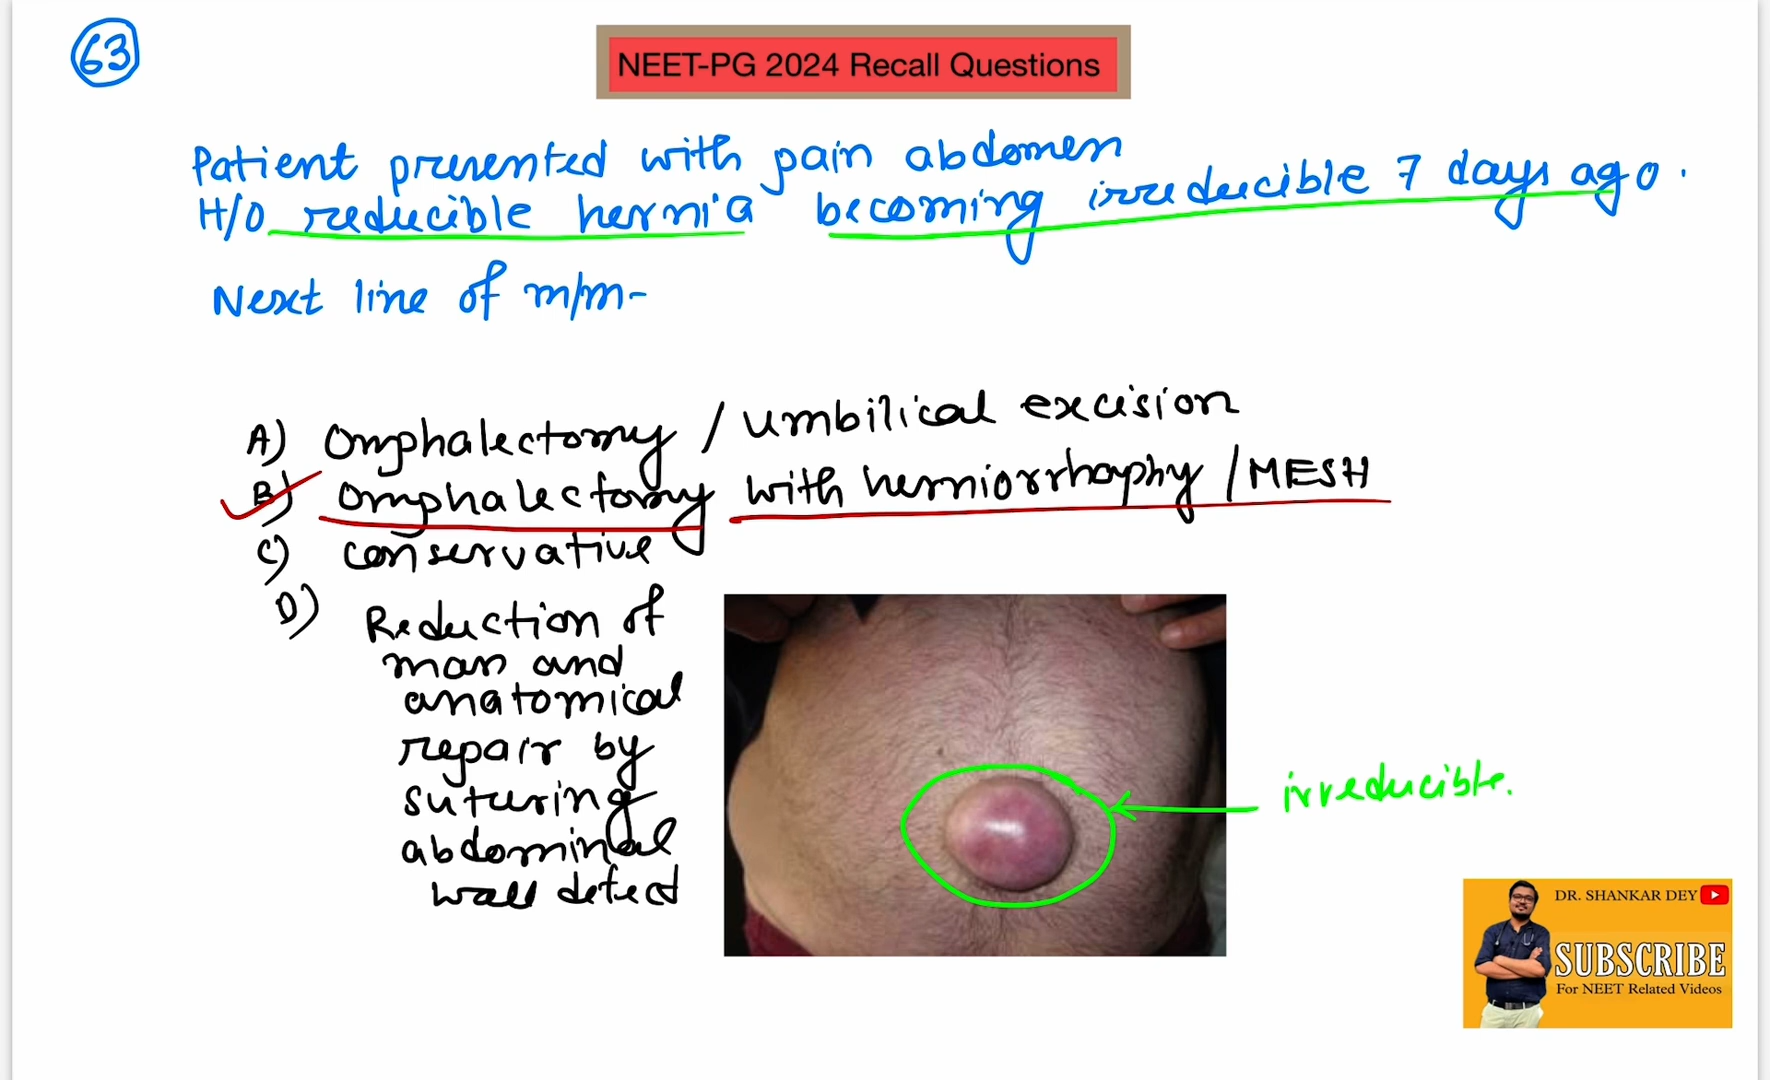 63
NEET-PG 2024 Recall Questions
Patient presented with pain abdomen
H/O reducible hernia becoming irreducible 7 days ago.
Next line of m/m-
A) Omphalectomy / umbilical excision
B) Omphalectomy with herniorrhaphy / MESH
C) conservative
D) Reduction of
mass and
anatomical
repair by
suturing
abdominal
wall defect
irreducible.
DR. SHANKAR DEY
SUBSCRIBE
For NEET Related Videos